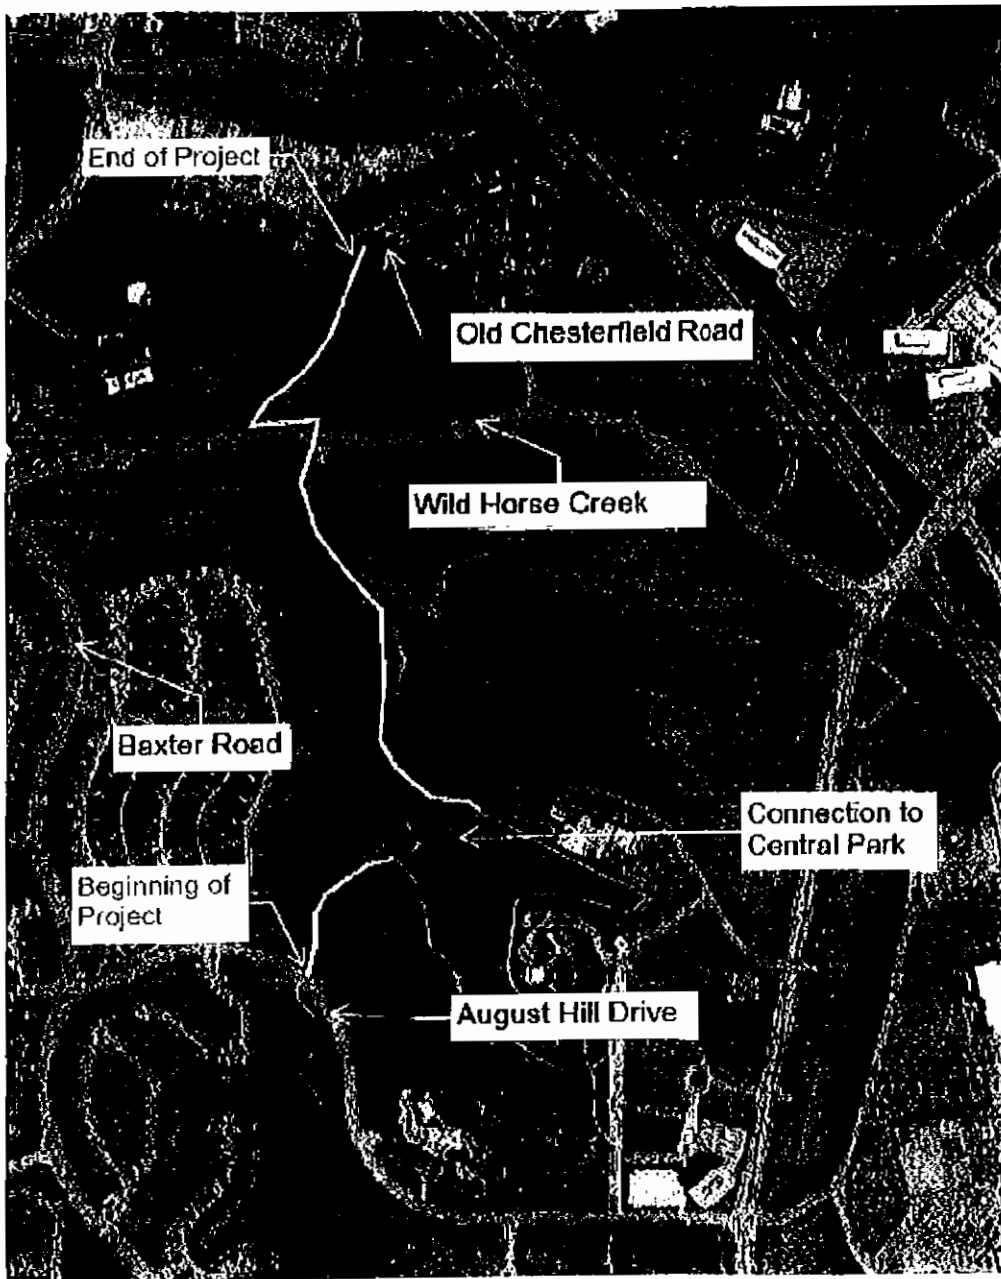 End of Project
Old Chesterfield Road
Wild Horse Creek
Baxter Road
Connection to
Central Park
Beginning of
Project
August Hill Drive